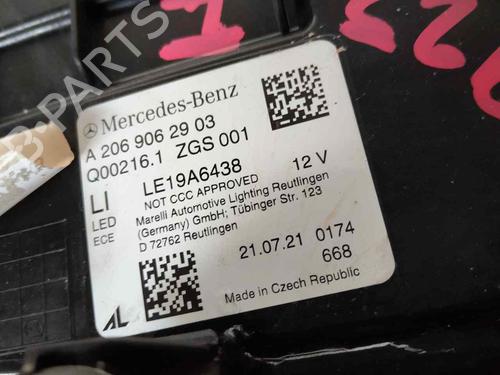 Mercedes-Benz
A 206 906 29 03
Q00216.1 ZGS 001
LI LE19A6438 12 V
LED NOT CCC APPROVED
ECE Marelli Automotive Lighting Reutlingen
(Germany) GmbH; Tübinger Str. 123
D 72762 Reutlingen
21.07.21 0174
668
AL Made in Czech Republic